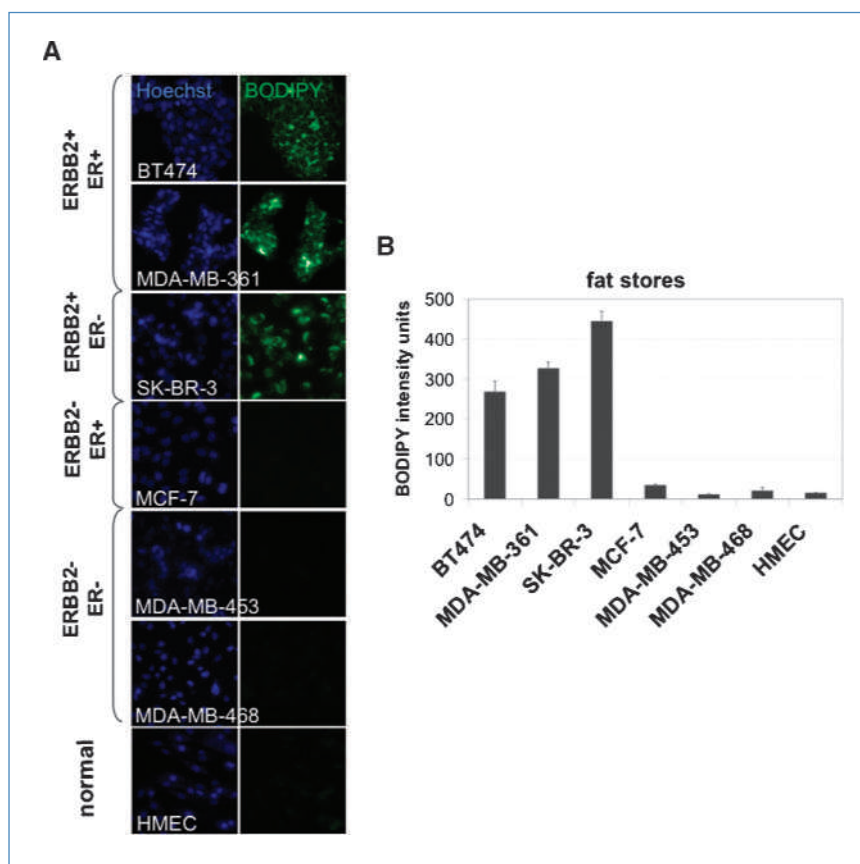 A
Hoechst BODIPY
ERBB2+
ER+
BT474
MDA-MB-361
ERBB2+
ER-
SK-BR-3
ERBB2-
ER+
MCF-7
ERBB2-
ER-
MDA-MB-453
MDA-MB-468
normal
HMEC
B
fat stores
BODIPY intensity units
500
400
300
200
100
0
BT474
MDA-MB-361
SK-BR-3
MCF-7
MDA-MB-453
MDA-MB-468
HMEC